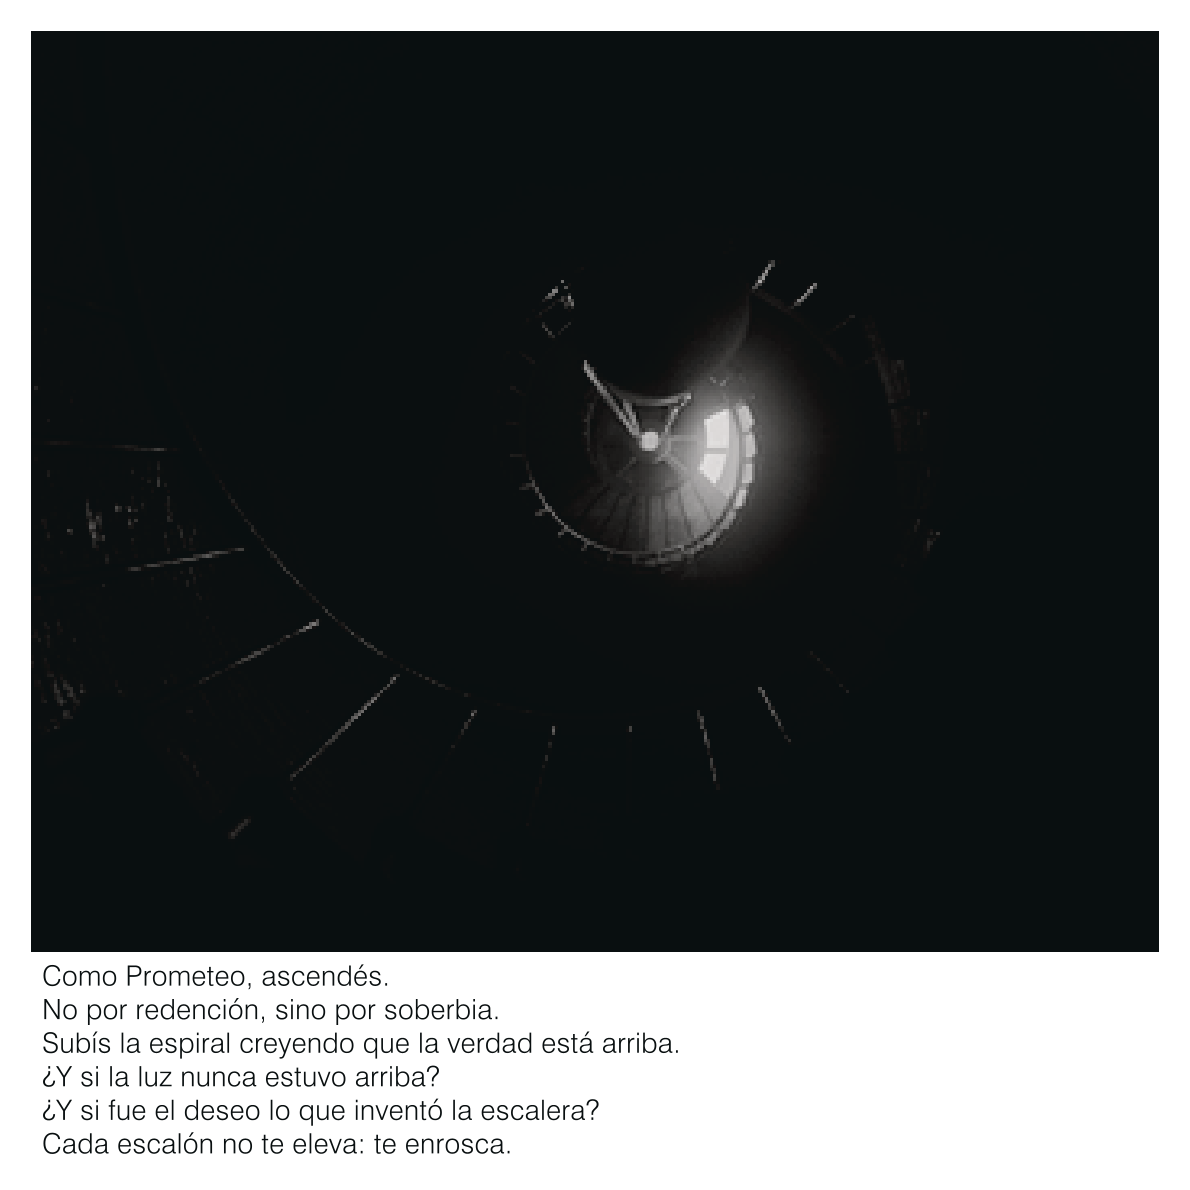 Como Prometeo, ascendés.
No por redención, sino por soberbia.
Subís la espiral creyendo que la verdad está arriba.
¿Y si la luz nunca estuvo arriba?
¿Y si fue el deseo lo que inventó la escalera?
Cada escalón no te eleva: te enrosca.